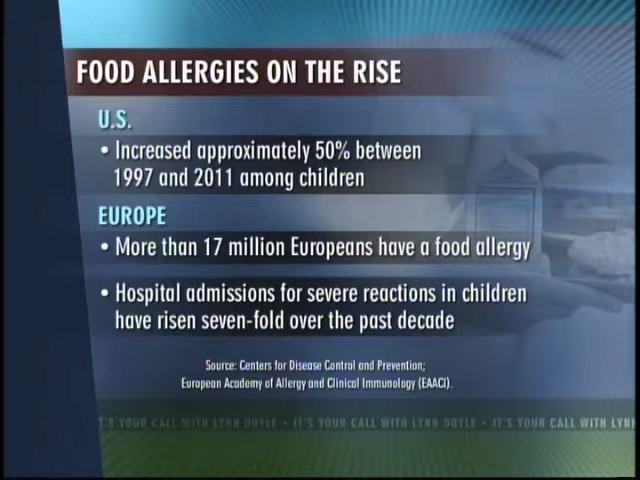 FOOD ALLERGIES ON THE RISE
U.S.
• Increased approximately 50% between
1997 and 2011 among children
EUROPE
• More than 17 million Europeans have a food allergy
• Hospital admissions for severe reactions in children
have risen seven-fold over the past decade
Source: Centers for Disease Control and Prevention;
European Academy of Allergy and Clinical Immunology (EAACI).
T'S YOUR CALL WITH LYNN DOYLE • IT'S YOUR CALL WITH LYNN DOYLE • IT'S YOUR CALL WITH LYNN